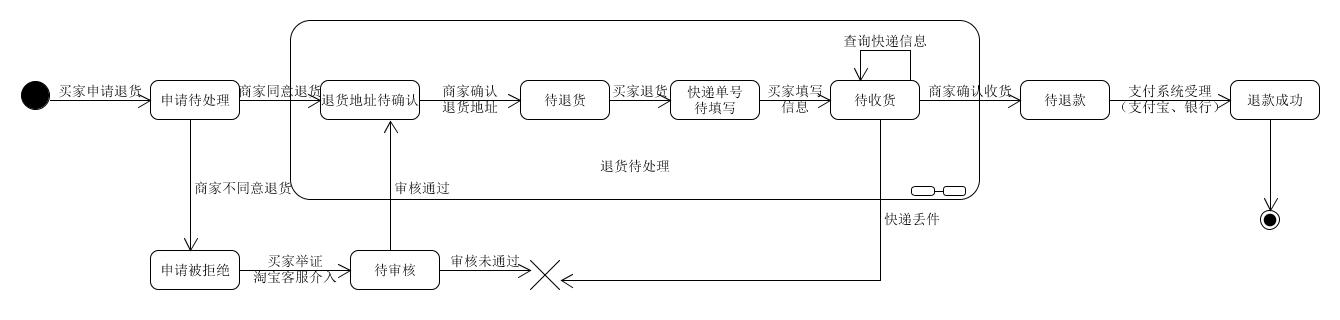 查询快递信息
买家申请退货
申请待处理
商家同意退货
退货地址待确认
商家确认
退货地址
待退货
买家退货
快递单号
待填写
买家填写
信息
待收货
商家确认收货
待退款
支付系统受理
（支付宝、银行）
退款成功
退货待处理
商家不同意退货
审核通过
快递丢件
申请被拒绝
买家举证
淘宝客服介入
待审核
审核未通过